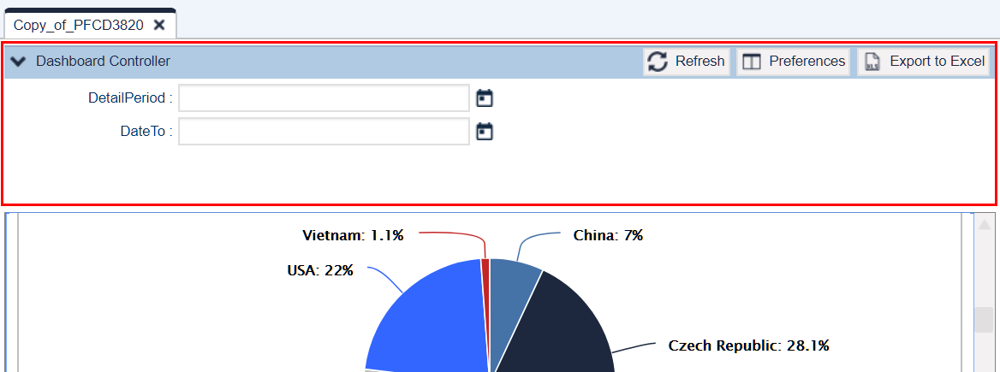 Copy_of_PFCD3820
Dashboard Controller Refresh Preferences Export to Excel
DetailPeriod :
DateTo :
Vietnam: 1.1% China: 7%
USA: 22%
Czech Republic: 28.1%